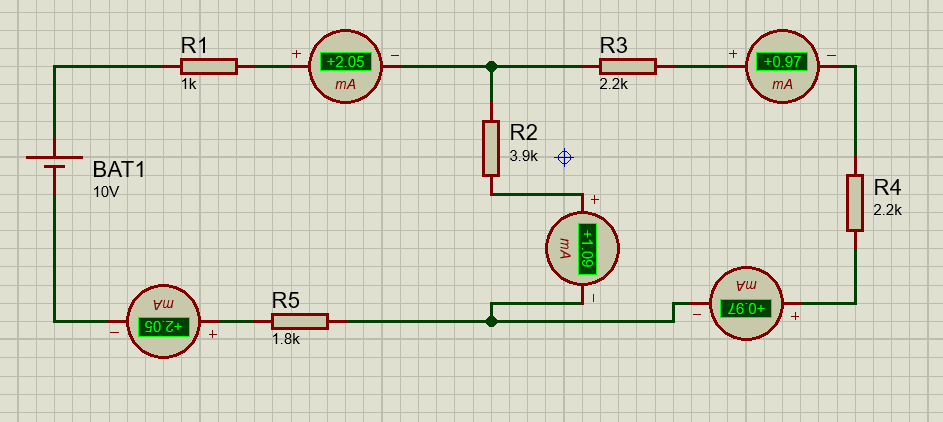 R1
1k
+ +2.05 mA −
R3
2.2k
+ +0.97 mA −
BAT1
10V
R2
3.9k
R4
2.2k
+ +1.09 mA −
R5
1.8k
− +2.05 mA +
− +0.97 mA +